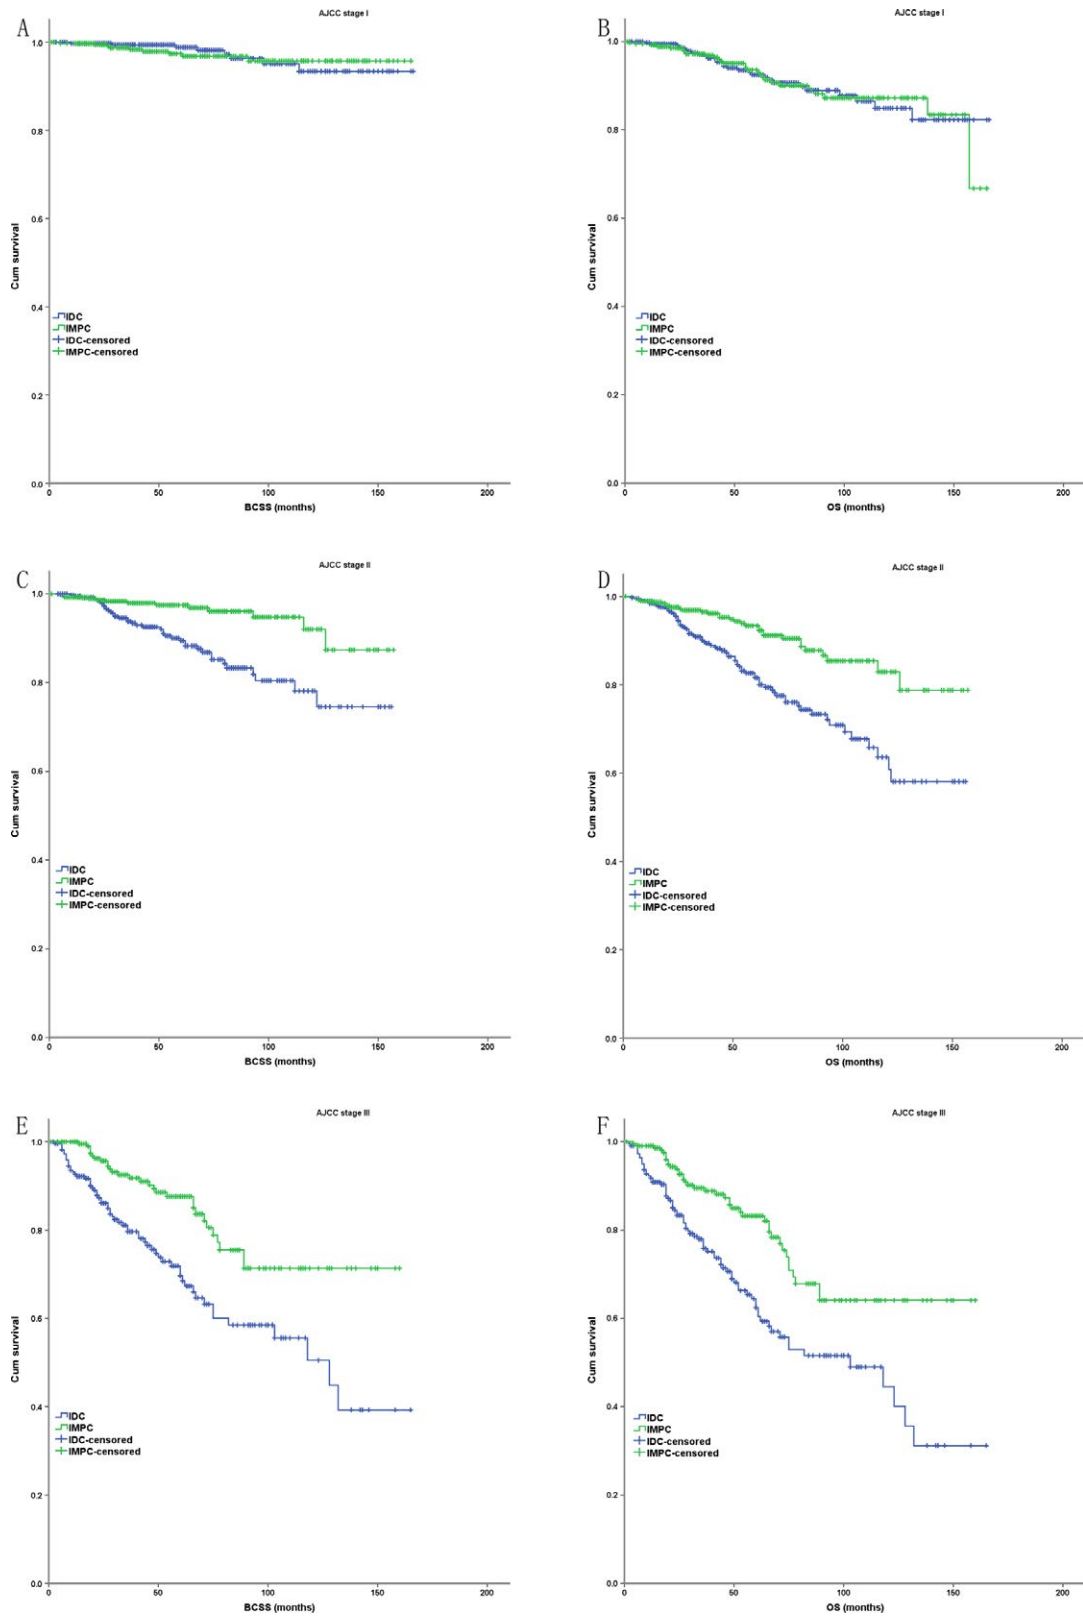 A
AJCC stage I
1.0
0.8
0.6
0.4
0.2
0.0
Cum survival
IDC
IMPC
IDC-censored
IMPC-censored
0 50 100 150 200
BCSS (months)
B
AJCC stage I
1.0
0.8
0.6
0.4
0.2
0.0
Cum survival
IDC
IMPC
IDC-censored
IMPC-censored
0 50 100 150 200
OS (months)
C
AJCC stage II
1.0
0.8
0.6
0.4
0.2
0.0
Cum survival
IDC
IMPC
IDC-censored
IMPC-censored
0 50 100 150 200
BCSS (months)
D
AJCC stage II
1.0
0.8
0.6
0.4
0.2
0.0
Cum survival
IDC
IMPC
IDC-censored
IMPC-censored
0 50 100 150 200
OS (months)
E
AJCC stage III
1.0
0.8
0.6
0.4
0.2
0.0
Cum survival
IDC
IMPC
IDC-censored
IMPC-censored
0 50 100 150 200
BCSS (months)
F
AJCC stage III
1.0
0.8
0.6
0.4
0.2
0.0
Cum survival
IDC
IMPC
IDC-censored
IMPC-censored
0 50 100 150 200
OS (months)